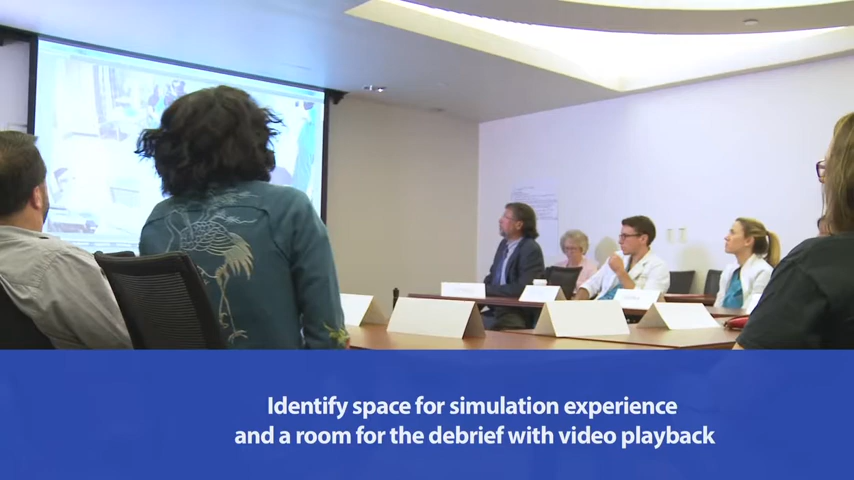 Identify space for simulation experience
and a room for the debrief with video playback